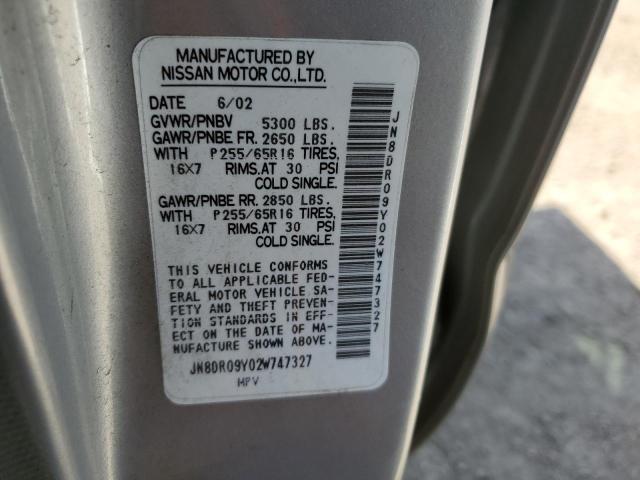 MANUFACTURED BY
NISSAN MOTOR CO.,LTD.
DATE 6/02
GVWR/PNBV 5300 LBS.
GAWR/PNBE FR. 2650 LBS.
WITH P255/65R16 TIRES,
16X7 RIMS.AT 30 PSI
COLD SINGLE.
GAWR/PNBE RR. 2850 LBS.
WITH P255/65R16 TIRES,
16X7 RIMS.AT 30 PSI
COLD SINGLE.
THIS VEHICLE CONFORMS
TO ALL APPLICABLE FED-
ERAL MOTOR VEHICLE SA-
FETY AND THEFT PREVEN-
TION STANDARDS IN EFF-
ECT ON THE DATE OF MA-
NUFACTURE SHOWN ABOVE.
JN8DR09Y02W747327
MPV
JN8DR09Y02W747327